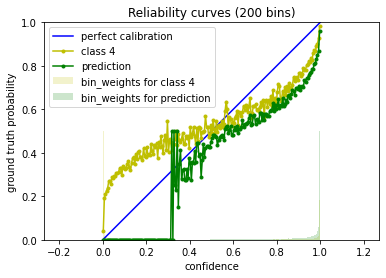 Reliability curves (200 bins)
perfect calibration
class 4
prediction
bin_weights for class 4
bin_weights for prediction
ground truth probability
1.0
0.8
0.6
0.4
0.2
0.0
−0.2 0.0 0.2 0.4 0.6 0.8 1.0 1.2
confidence